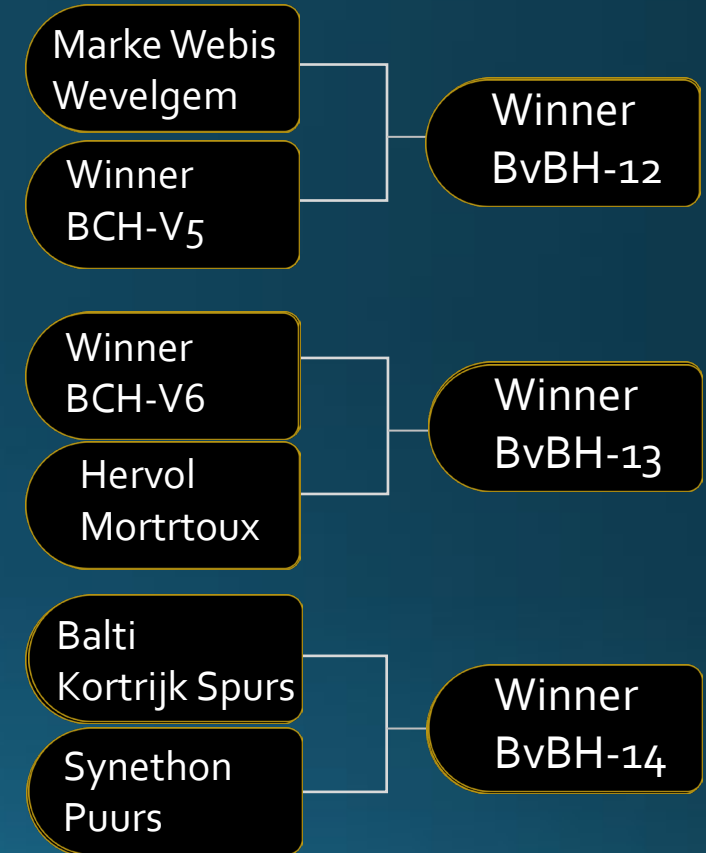 Marke Webis
Wevelgem
Winner
BCH-V5
Winner
BvBH-12
Winner
BCH-V6
Hervol
Mortrtoux
Winner
BvBH-13
Balti
Kortrijk Spurs
Synethon
Puurs
Winner
BvBH-14